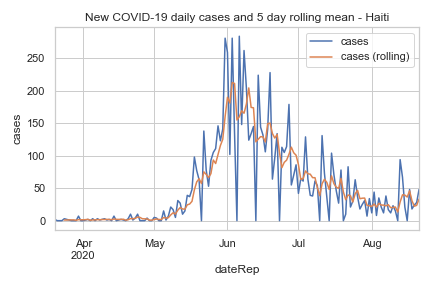 New COVID-19 daily cases and 5 day rolling mean - Haiti
cases
cases (rolling)
250
200
150
100
50
0
cases
Apr
2020
May
Jun
Jul
Aug
dateRep